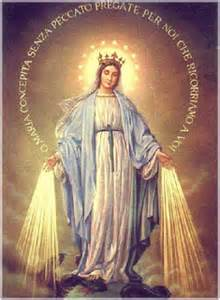 O MARIA CONCEPITA SENZA PECCATO PREGATE PER NOI CHE RICORRIAMO A VOI